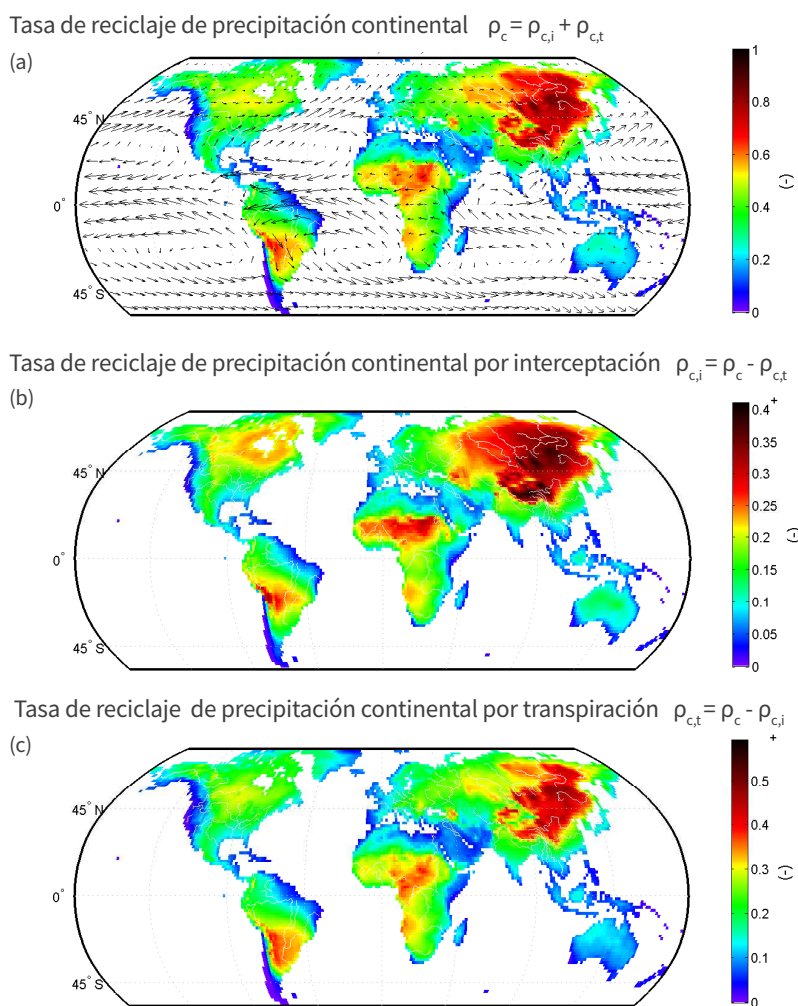 Tasa de reciclaje de precipitación continental ρc = ρc,i + ρc,t
(a)
45° N
0°
45° S
1
0.8
0.6
0.4
0.2
0
(-)
Tasa de reciclaje de precipitación continental por interceptación ρc,i = ρc - ρc,t
(b)
45° N
0°
45° S
0.4+
0.35
0.3
0.25
0.2
0.15
0.1
0.05
0
(-)
Tasa de reciclaje de precipitación continental por transpiración ρc,t = ρc - ρc,i
(c)
45° N
0°
45° S
+
0.5
0.4
0.3
0.2
0.1
0
(-)